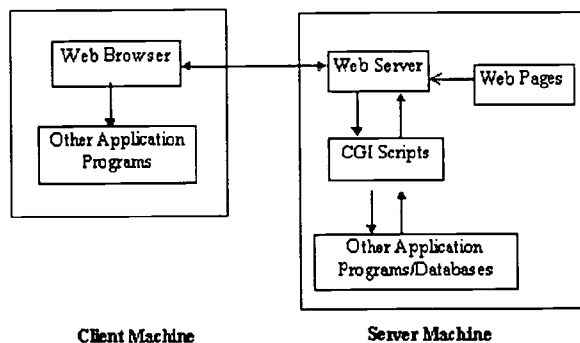 Web Browser
Other Application
Programs
Web Server
Web Pages
CGI Scripts
Other Application
Programs/Databases
Client Machine
Server Machine